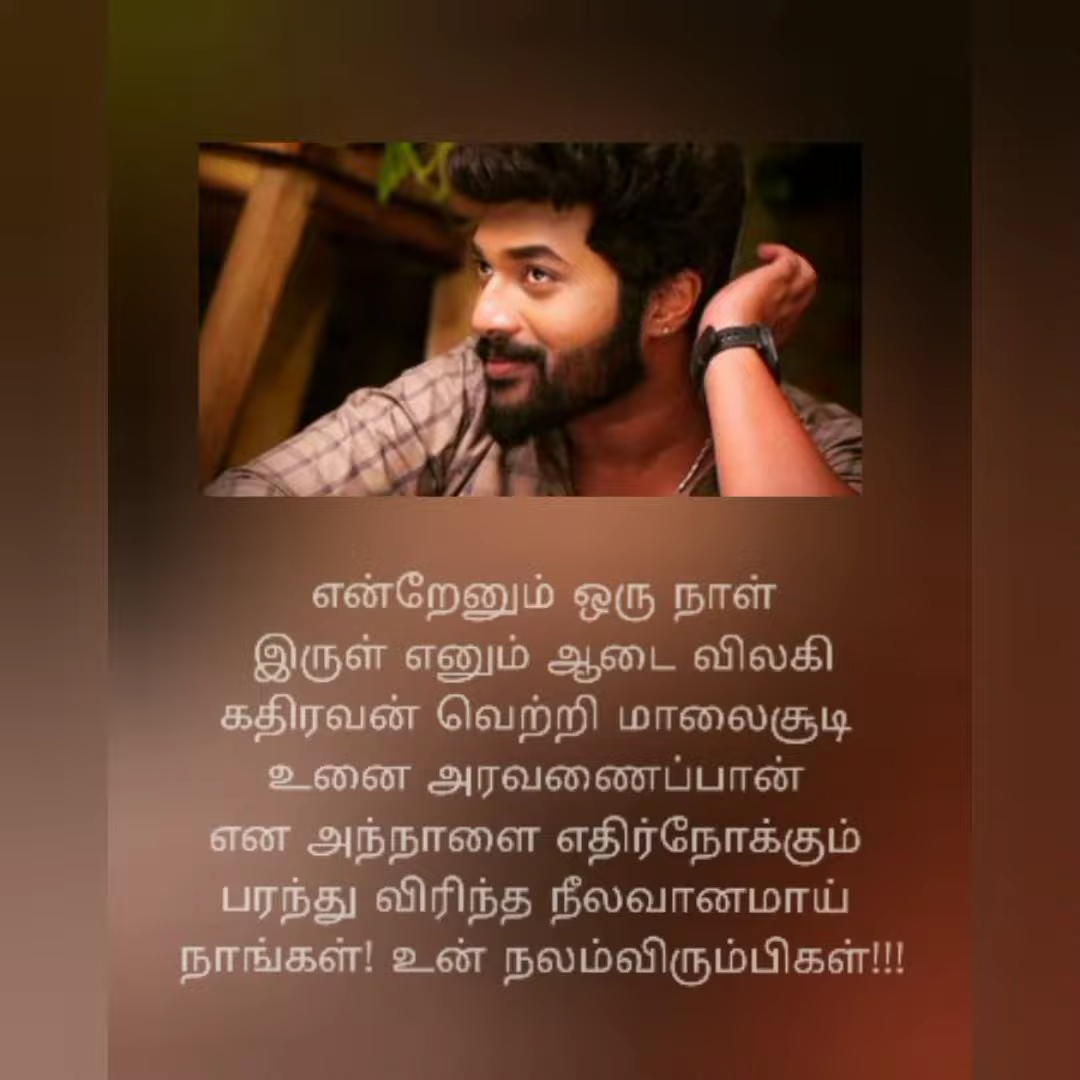 என்றேனும் ஒரு நாள்
இருள் எனும் ஆடை விலகி
கதிரவன் வெற்றி மாலைசூடி
உனை அரவணைப்பான்
என அந்நாளை எதிர்நோக்கும்
பரந்து விரிந்த நீலவானமாய்
நாங்கள்! உன் நலம்விரும்பிகள்!!!